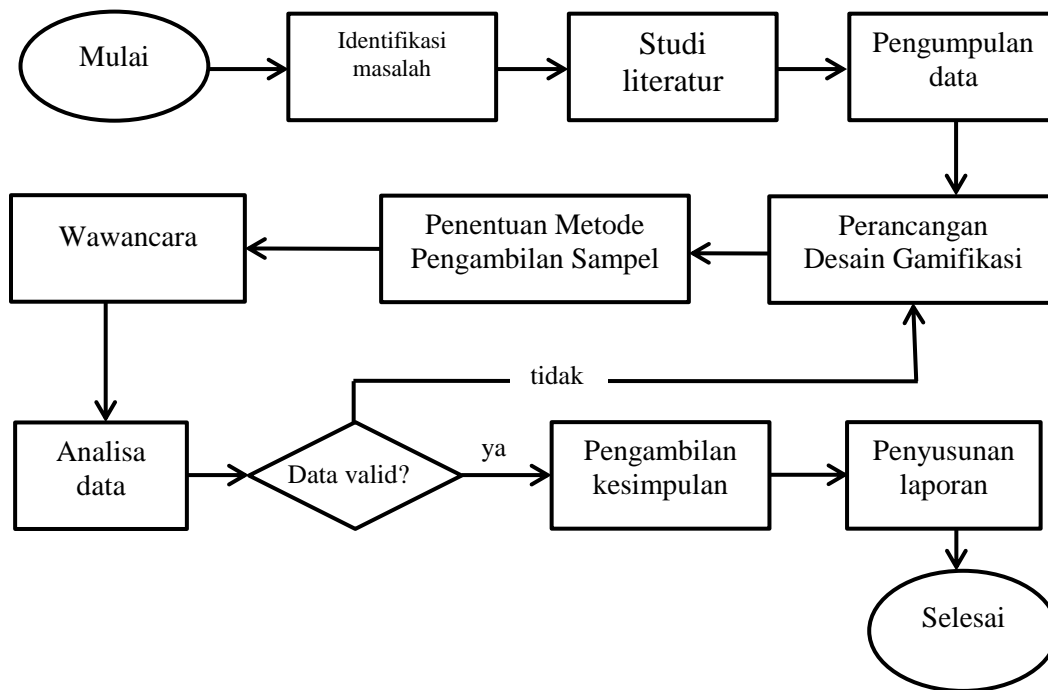 Mulai
Identifikasi
masalah
Studi
literatur
Pengumpulan
data
Perancangan
Desain Gamifikasi
Penentuan Metode
Pengambilan Sampel
Wawancara
Analisa
data
Data valid?
tidak
ya
Pengambilan
kesimpulan
Penyusunan
laporan
Selesai